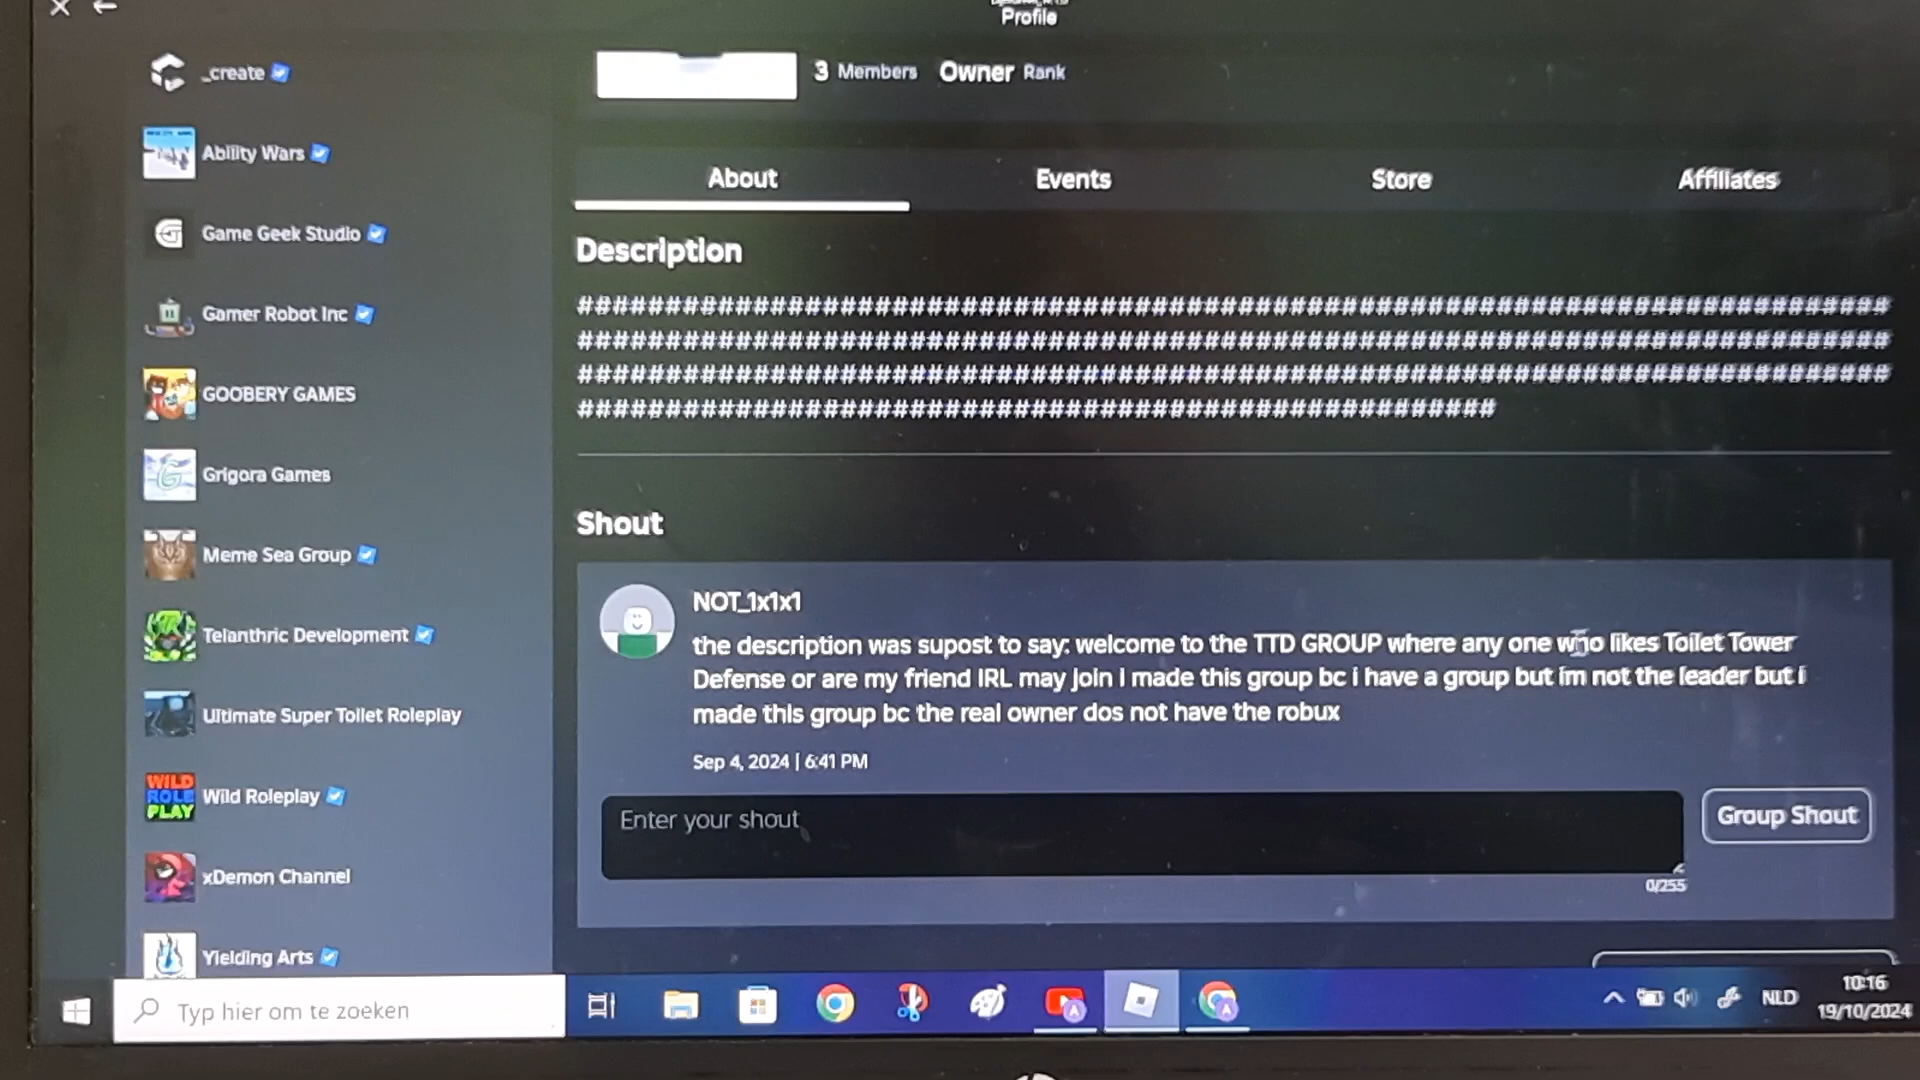 Profile
_create
3 Members Owner Rank
Ability Wars
About Events Store Affiliates
Game Geek Studio
Description
Gamer Robot Inc
############################################################################
############################################################################
############################################################################
#####################################################
GOOBERY GAMES
Grigora Games
Shout
Meme Sea Group
NOT_1x1x1
Telanthric Development
the description was supost to say: welcome to the TTD GROUP where any one who likes Toilet Tower
Defense or are my friend IRL may join I made this group bc i have a group but im not the leader but i
made this group bc the real owner dos not have the robux
Ultimate Super Toilet Roleplay
Sep 4, 2024 | 6:41 PM
WILD
ROLE
PLAY
Wild Roleplay
Enter your shout
Group Shout
xDemon Channel
0/255
Yielding Arts
Typ hier om te zoeken
NLD
10:16
19/10/2024